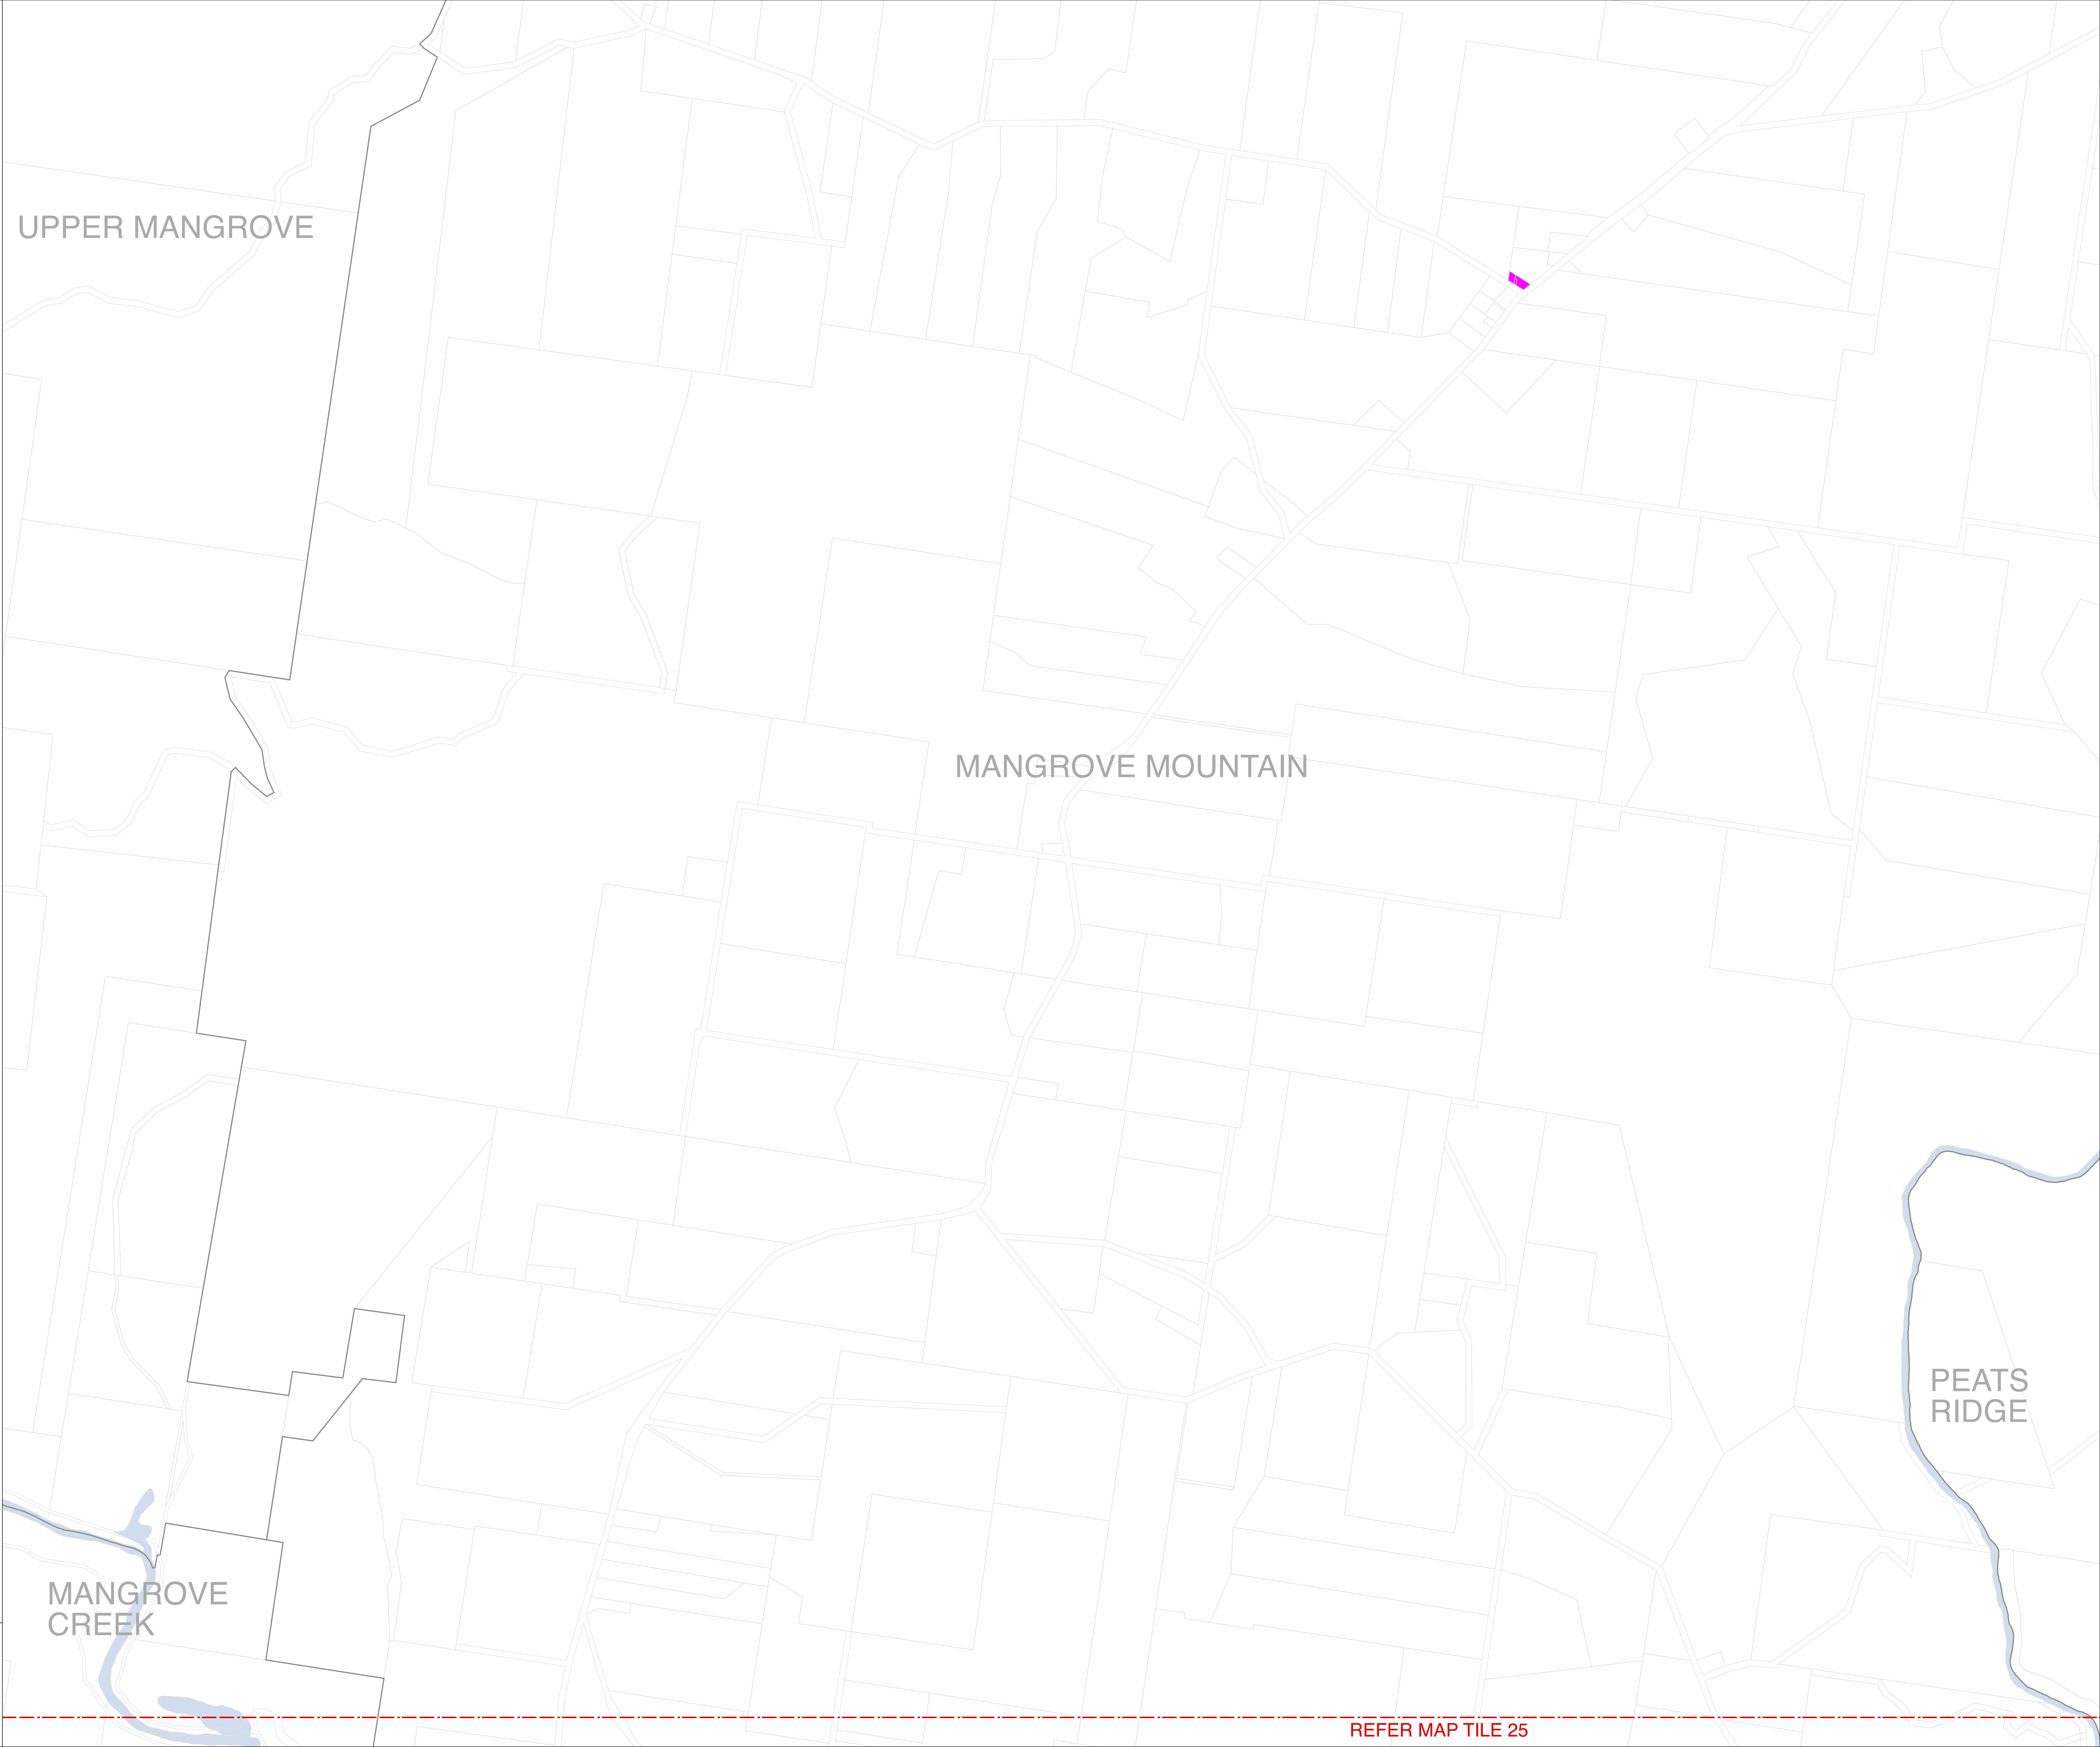 UPPER MANGROVE
MANGROVE MOUNTAIN
PEATS
RIDGE
MANGROVE
CREEK
REFER MAP TILE 25